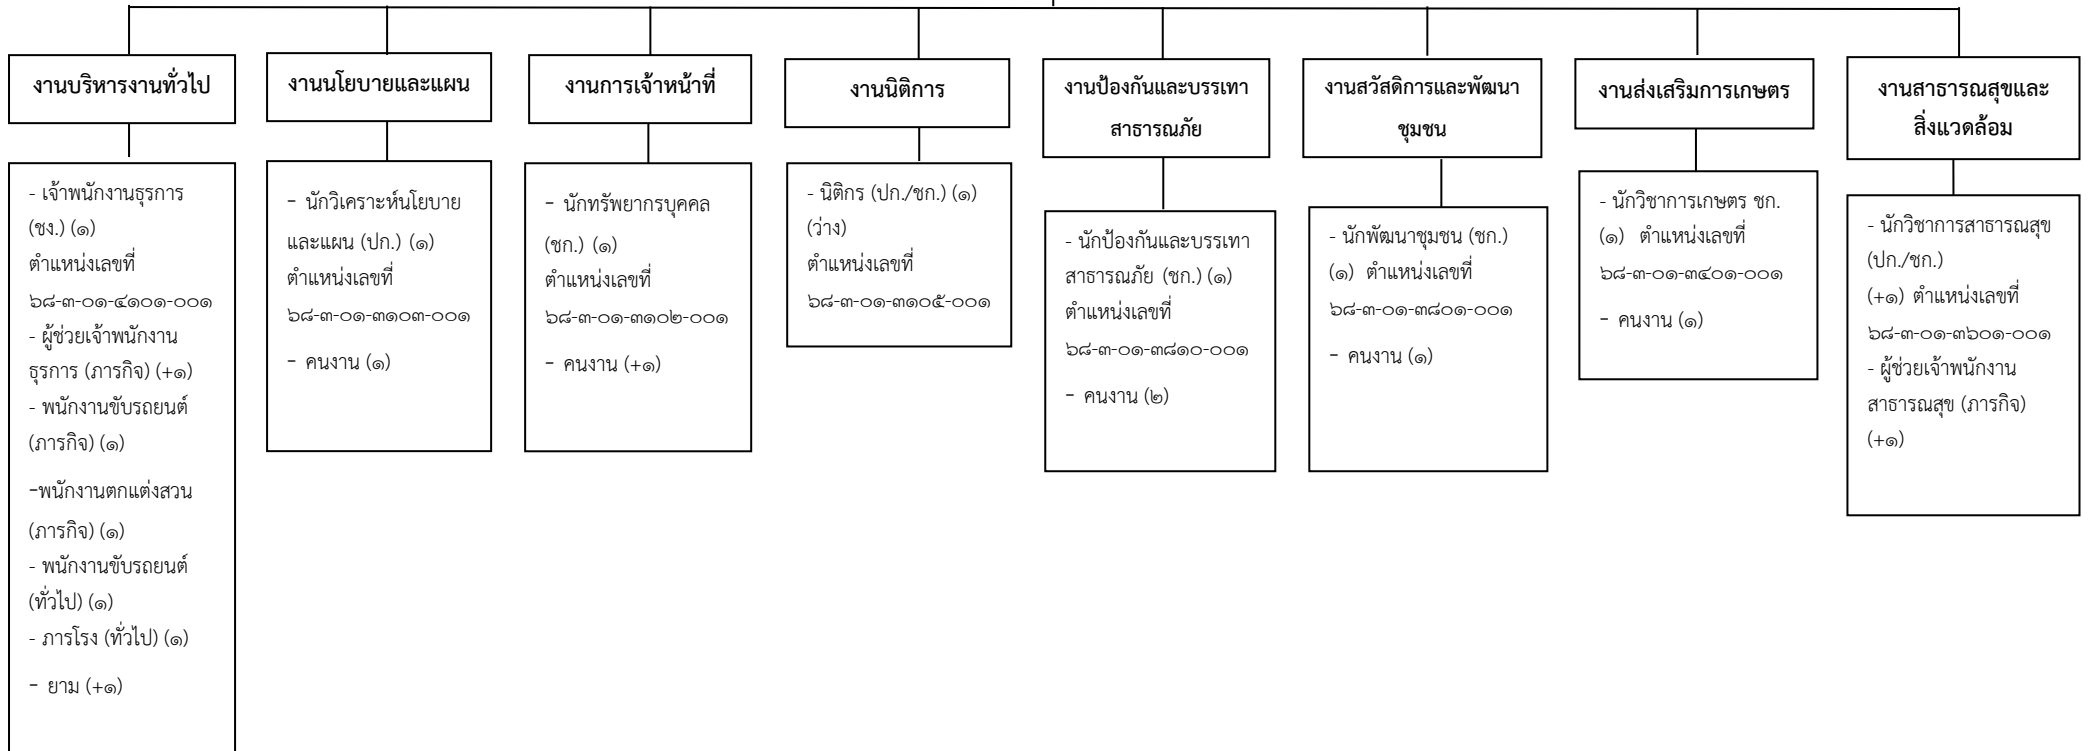 งานบริหารงานทั่วไป
- เจ้าพนักงานธุรการ
(ชง.) (๑)
ตำแหน่งเลขที่
๖๘-๓-๐๑-๔๑๐๑-๐๐๑
- ผู้ช่วยเจ้าพนักงาน
ธุรการ (ภารกิจ) (+๑)
- พนักงานขับรถยนต์
(ภารกิจ) (๑)
-พนักงานตกแต่งสวน
(ภารกิจ) (๑)
- พนักงานขับรถยนต์
(ทั่วไป) (๑)
- ภารโรง (ทั่วไป) (๑)
- ยาม (+๑)
งานนโยบายและแผน
- นักวิเคราะห์นโยบาย
และแผน (ปก.) (๑)
ตำแหน่งเลขที่
๖๘-๓-๐๑-๓๑๐๓-๐๐๑
- คนงาน (๑)
งานการเจ้าหน้าที่
- นักทรัพยากรบุคคล
(ชก.) (๑)
ตำแหน่งเลขที่
๖๘-๓-๐๑-๓๑๐๒-๐๐๑
- คนงาน (+๑)
งานนิติการ
- นิติกร (ปก./ชก.) (๑)
(ว่าง)
ตำแหน่งเลขที่
๖๘-๓-๐๑-๓๑๐๕-๐๐๑
งานป้องกันและบรรเทา
สาธารณภัย
- นักป้องกันและบรรเทา
สาธารณภัย (ชก.) (๑)
ตำแหน่งเลขที่
๖๘-๓-๐๑-๓๘๑๐-๐๐๑
- คนงาน (๒)
งานสวัสดิการและพัฒนา
ชุมชน
- นักพัฒนาชุมชน (ชก.)
(๑) ตำแหน่งเลขที่
๖๘-๓-๐๑-๓๘๐๑-๐๐๑
- คนงาน (๑)
งานส่งเสริมการเกษตร
- นักวิชาการเกษตร ชก.
(๑) ตำแหน่งเลขที่
๖๘-๓-๐๑-๓๔๐๑-๐๐๑
- คนงาน (๑)
งานสาธารณสุขและ
สิ่งแวดล้อม
- นักวิชาการสาธารณสุข
(ปก./ชก.)
(+๑) ตำแหน่งเลขที่
๖๘-๓-๐๑-๓๖๐๑-๐๐๑
- ผู้ช่วยเจ้าพนักงาน
สาธารณสุข (ภารกิจ)
(+๑)